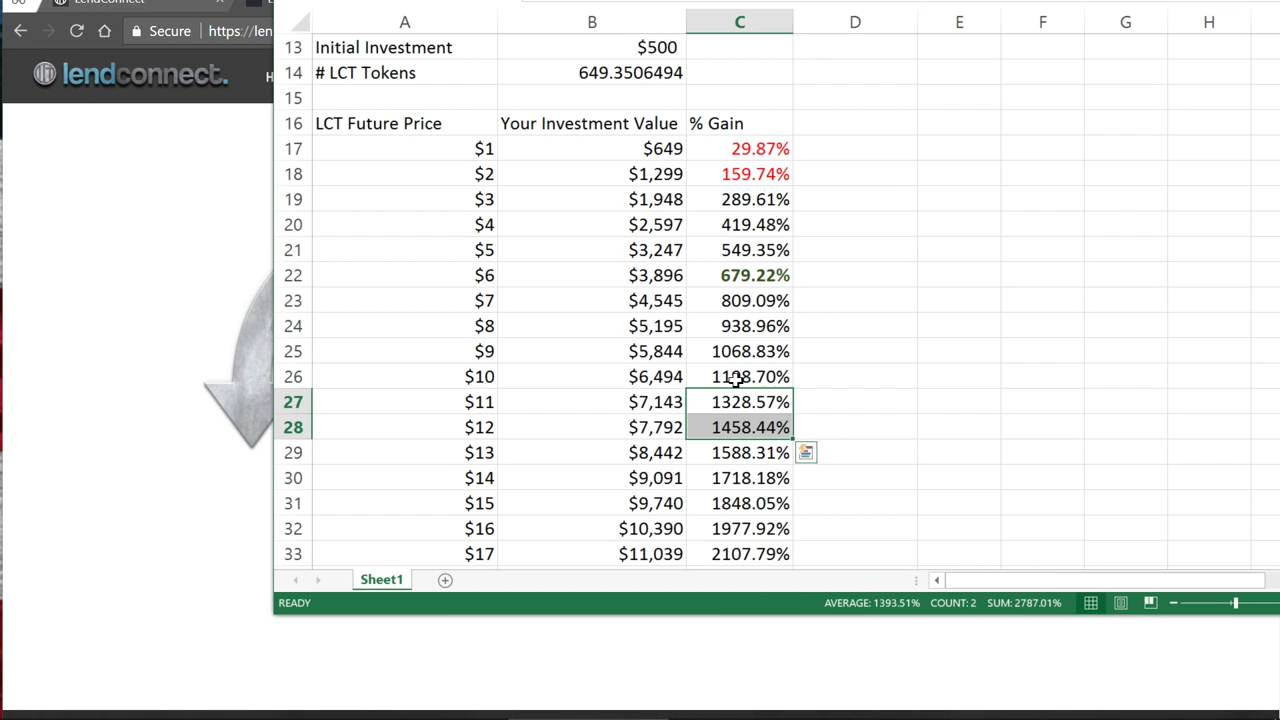 LendConnect
Secure https://len
lendconnect. H
A B C D E F G H
13 Initial Investment $500
14 # LCT Tokens 649.3506494
15
16 LCT Future Price Your Investment Value % Gain
17 $1 $649 29.87%
18 $2 $1,299 159.74%
19 $3 $1,948 289.61%
20 $4 $2,597 419.48%
21 $5 $3,247 549.35%
22 $6 $3,896 679.22%
23 $7 $4,545 809.09%
24 $8 $5,195 938.96%
25 $9 $5,844 1068.83%
26 $10 $6,494
27 $11 $7,143 1328.57%
28 $12 $7,792 1458.44%
29 $13 $8,442 1588.31%
30 $14 $9,091 1718.18%
31 $15 $9,740 1848.05%
32 $16 $10,390 1977.92%
33 $17 $11,039 2107.79%
Sheet1
READY AVERAGE: 1393.51% COUNT: 2 SUM: 2787.01%